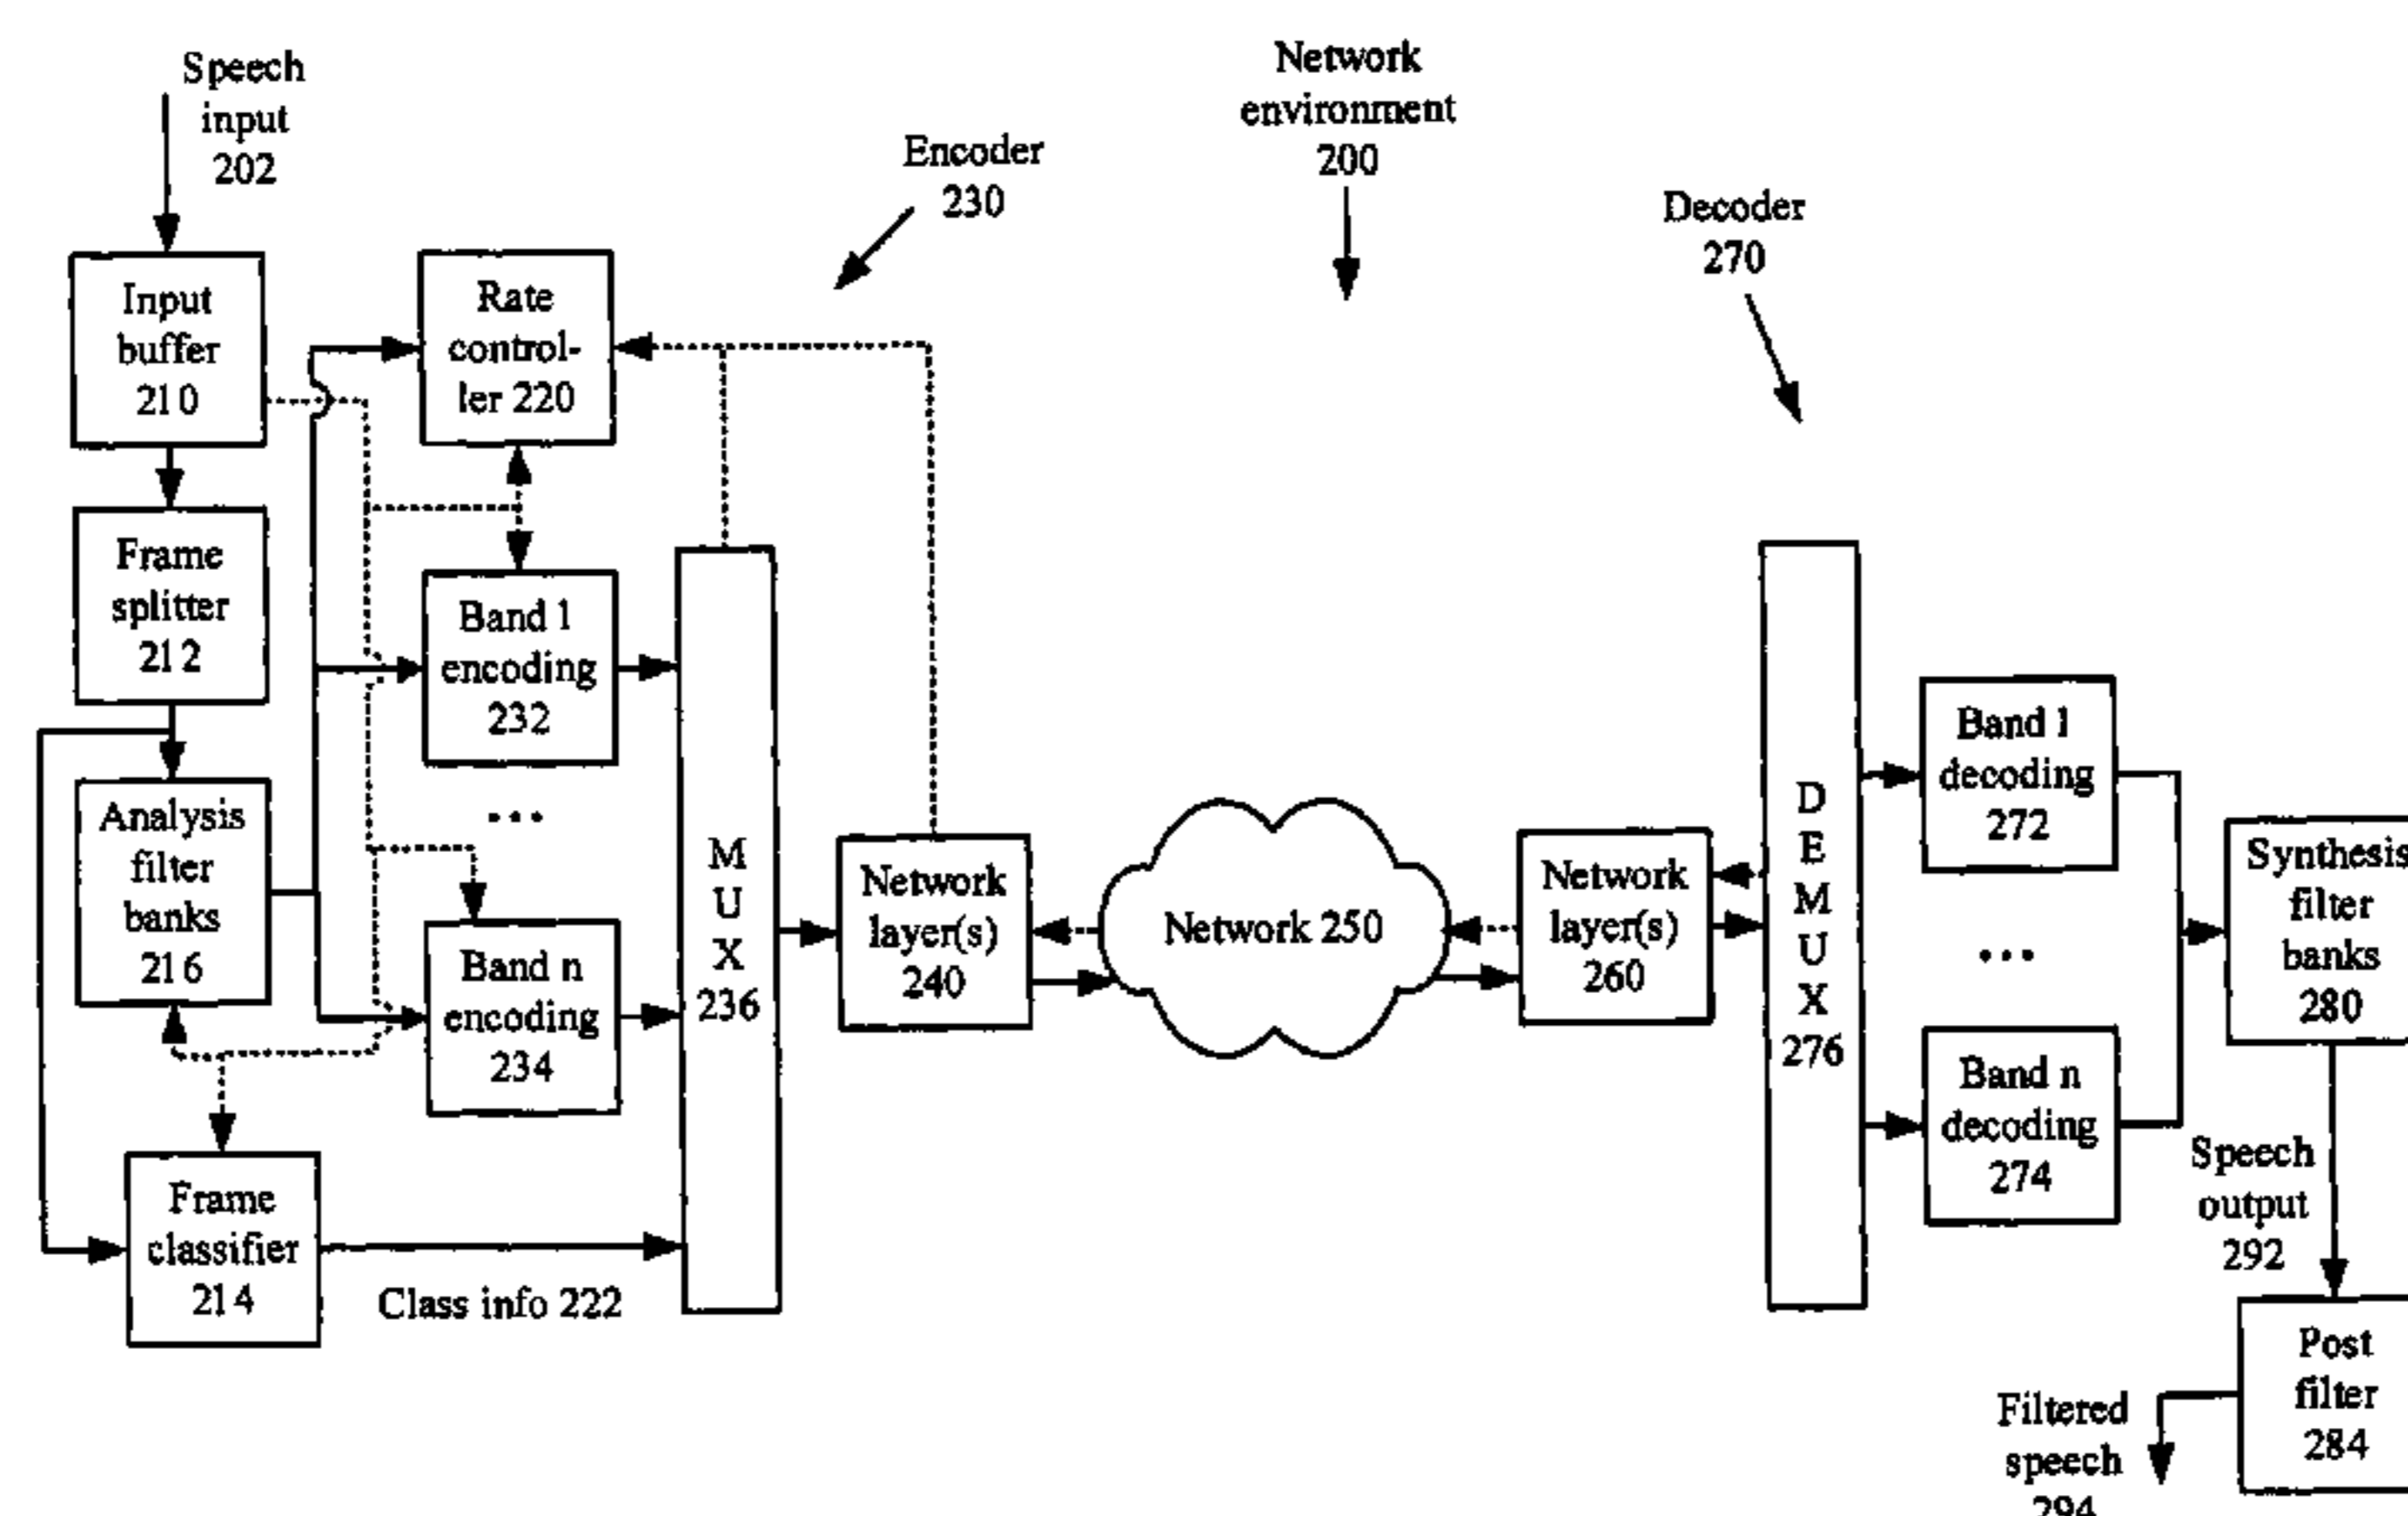 Speech
input
202
Network
environment
200
Encoder
230
Decoder
270
Input
buffer
210
Rate
control-
ler 220
Frame
splitter
212
Band 1
encoding
232
Analysis
filter
banks
216
...
Band n
encoding
234
Frame
classifier
214
Class info 222
M
U
X
236
Network
layer(s)
240
Network 250
Network
layer(s)
260
D
E
M
U
X
276
Band 1
decoding
272
...
Band n
decoding
274
Synthesis
filter
banks
280
Speech
output
292
Post
filter
284
Filtered
speech
294